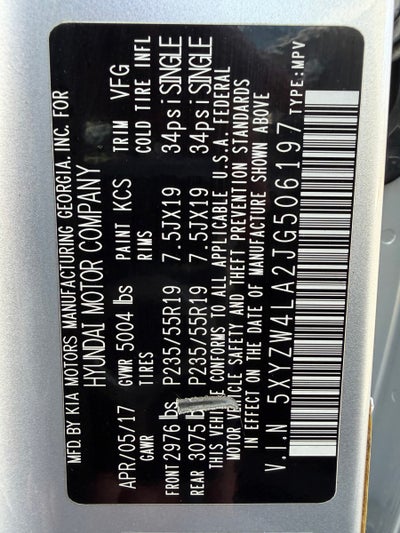 MFD.BY KIA MOTORS MANUFACTURING GEORGIA. INC. FOR
HYUNDAI MOTOR COMPANY
APR/05/17 GVWR 5004 lbs PAINT KCS TRIM VFG
GAWR TIRES RIMS COLD TIRE INFL
FRONT 2976 lbs P235/55R19 7.5JX19 34psi SINGLE
REAR 3075 lbs P235/55R19 7.5JX19 34psi SINGLE
THIS VEHICLE CONFORMS TO ALL APPLICABLE U.S.A. FEDERAL
MOTOR VEHICLE SAFETY AND THEFT PREVENTION STANDARDS
IN EFFECT ON THE DATE OF MANUFACTURE SHOWN ABOVE
V.I.N 5XYZW4LA2JG506197 TYPE:MPV